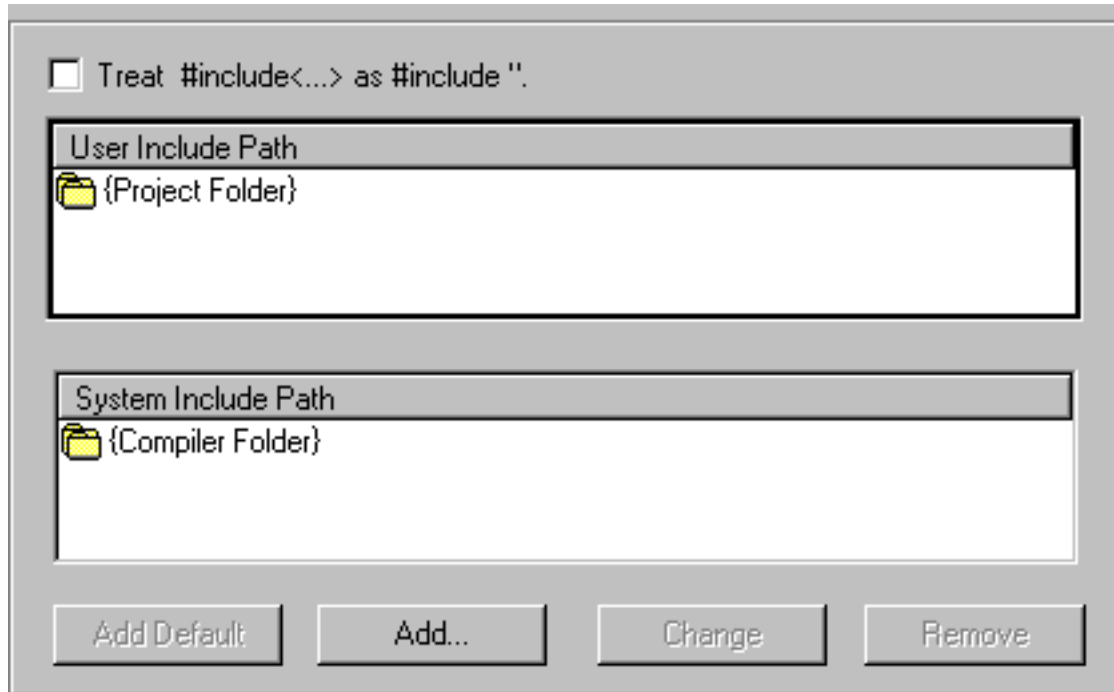 Treat #include<...> as #include ".
User Include Path
{Project Folder}
System Include Path
{Compiler Folder}
Add Default Add... Change Remove